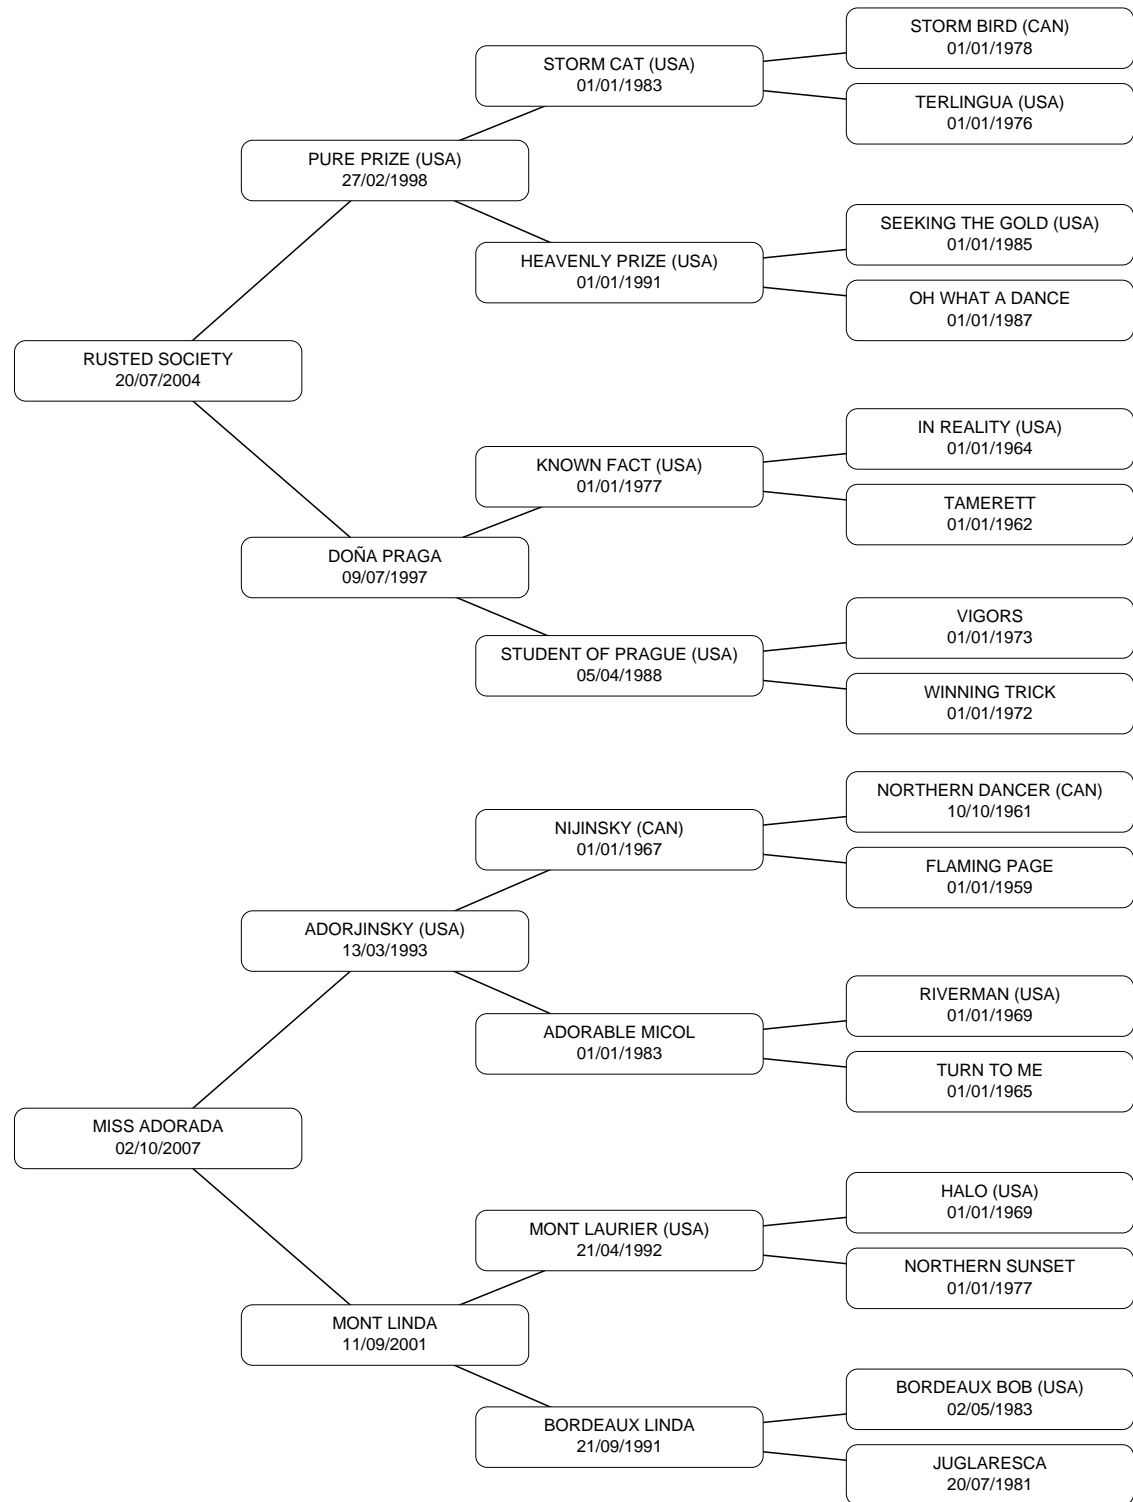 STORM BIRD (CAN)
01/01/1978
STORM CAT (USA)
01/01/1983
TERLINGUA (USA)
01/01/1976
PURE PRIZE (USA)
27/02/1998
SEEKING THE GOLD (USA)
01/01/1985
HEAVENLY PRIZE (USA)
01/01/1991
OH WHAT A DANCE
01/01/1987
RUSTED SOCIETY
20/07/2004
IN REALITY (USA)
01/01/1964
KNOWN FACT (USA)
01/01/1977
TAMERETT
01/01/1962
DOÑA PRAGA
09/07/1997
VIGORS
01/01/1973
STUDENT OF PRAGUE (USA)
05/04/1988
WINNING TRICK
01/01/1972
NORTHERN DANCER (CAN)
10/10/1961
NIJINSKY (CAN)
01/01/1967
FLAMING PAGE
01/01/1959
ADORJINSKY (USA)
13/03/1993
RIVERMAN (USA)
01/01/1969
ADORABLE MICOL
01/01/1983
TURN TO ME
01/01/1965
MISS ADORADA
02/10/2007
HALO (USA)
01/01/1969
MONT LAURIER (USA)
21/04/1992
NORTHERN SUNSET
01/01/1977
MONT LINDA
11/09/2001
BORDEAUX BOB (USA)
02/05/1983
BORDEAUX LINDA
21/09/1991
JUGLARESCA
20/07/1981